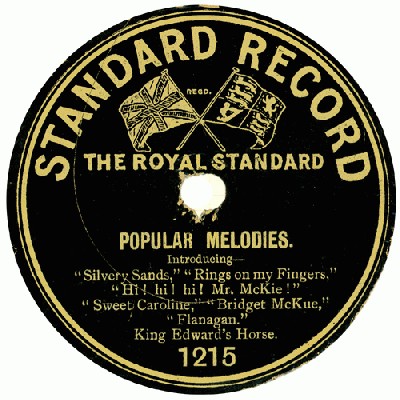 STANDARD RECORD
REGD.
THE ROYAL STANDARD
POPULAR MELODIES.
Introducing—
"Silvery Sands," "Rings on my Fingers,"
"Hi! hi! hi! Mr. McKie!"
"Sweet Caroline," "Bridget McKue,"
"Flanagan."
King Edward's Horse.
1215